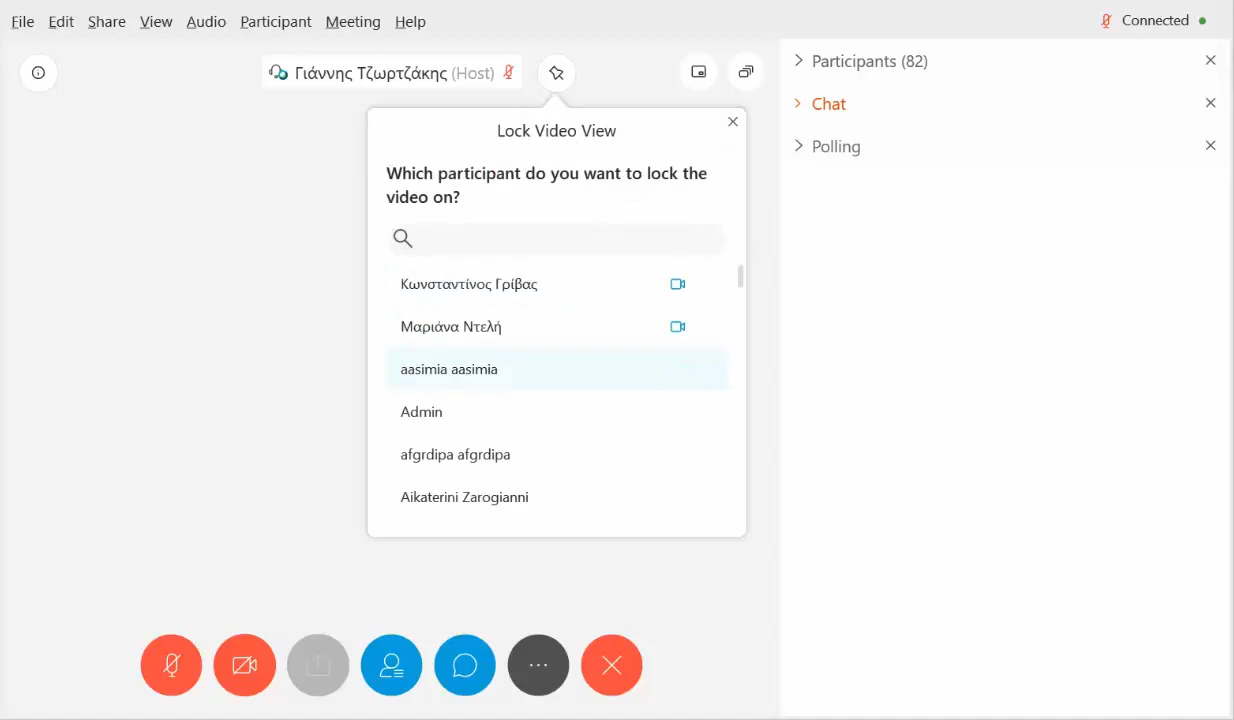 File Edit Share View Audio Participant Meeting Help
Connected
Γιάννης Τζωρτζάκης (Host)
Lock Video View
Which participant do you want to lock the
video on?
Κωνσταντίνος Γρίβας
Μαριάνα Ντελή
aasimia aasimia
Admin
afgrdipa afgrdipa
Aikaterini Zarogianni
Participants (82)
Chat
Polling